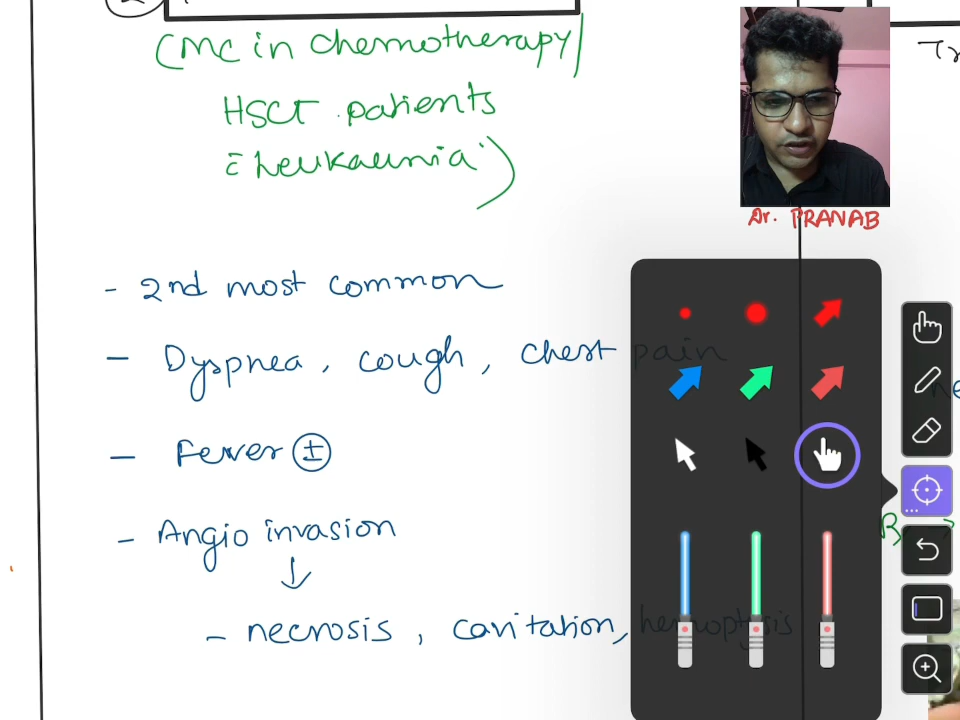 (MC in chemotherapy/
HSCT patients
c̄ Leukaemia)
Dr. PRANAB
- 2nd most common
- Dyspnea, cough, chest pain
- Fever ±
- Angio invasion
↓
- necrosis, cavitation, hemoptysis